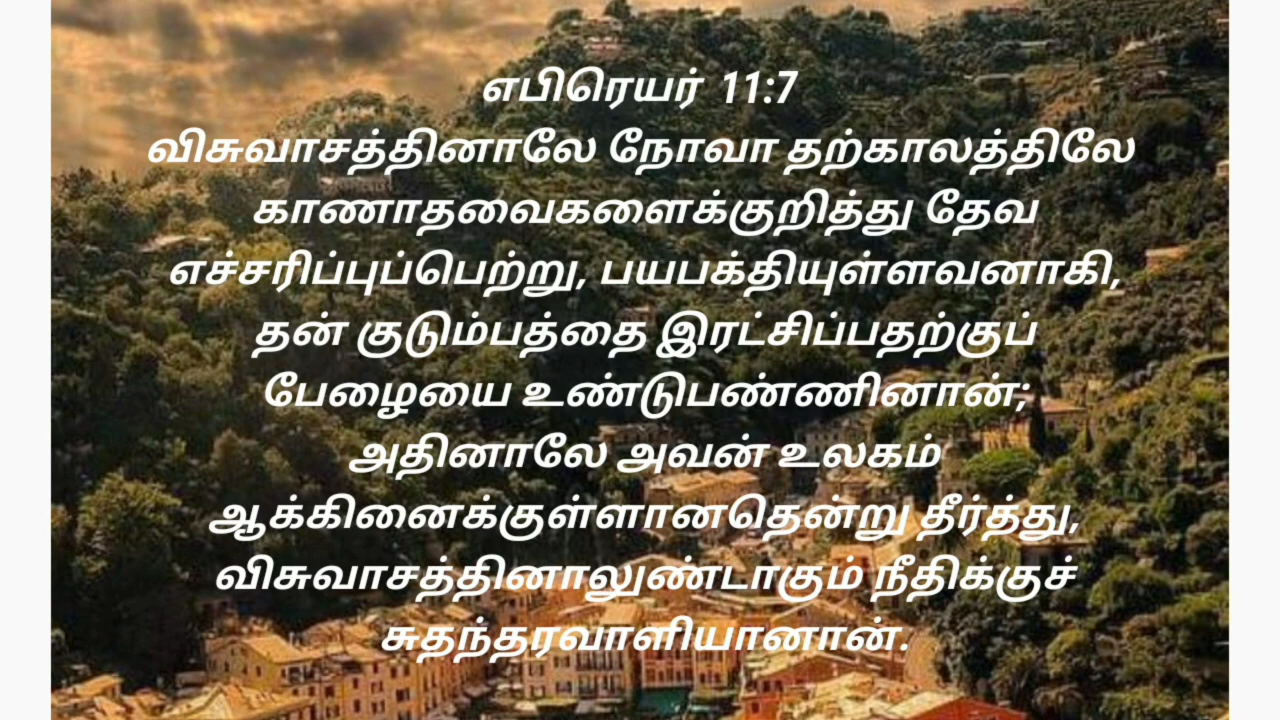 எபிரெயர் 11:7
விசுவாசத்தினாலே நோவா தற்காலத்திலே
காணாதவைகளைக்குறித்து தேவ
எச்சரிப்புப்பெற்று, பயபக்தியுள்ளவனாகி,
தன் குடும்பத்தை இரட்சிப்பதற்குப்
பேழையை உண்டுபண்ணினான்;
அதினாலே அவன் உலகம்
ஆக்கினைக்குள்ளானதென்று தீர்த்து,
விசுவாசத்தினாலுண்டாகும் நீதிக்குச்
சுதந்தரவாளியானான்.